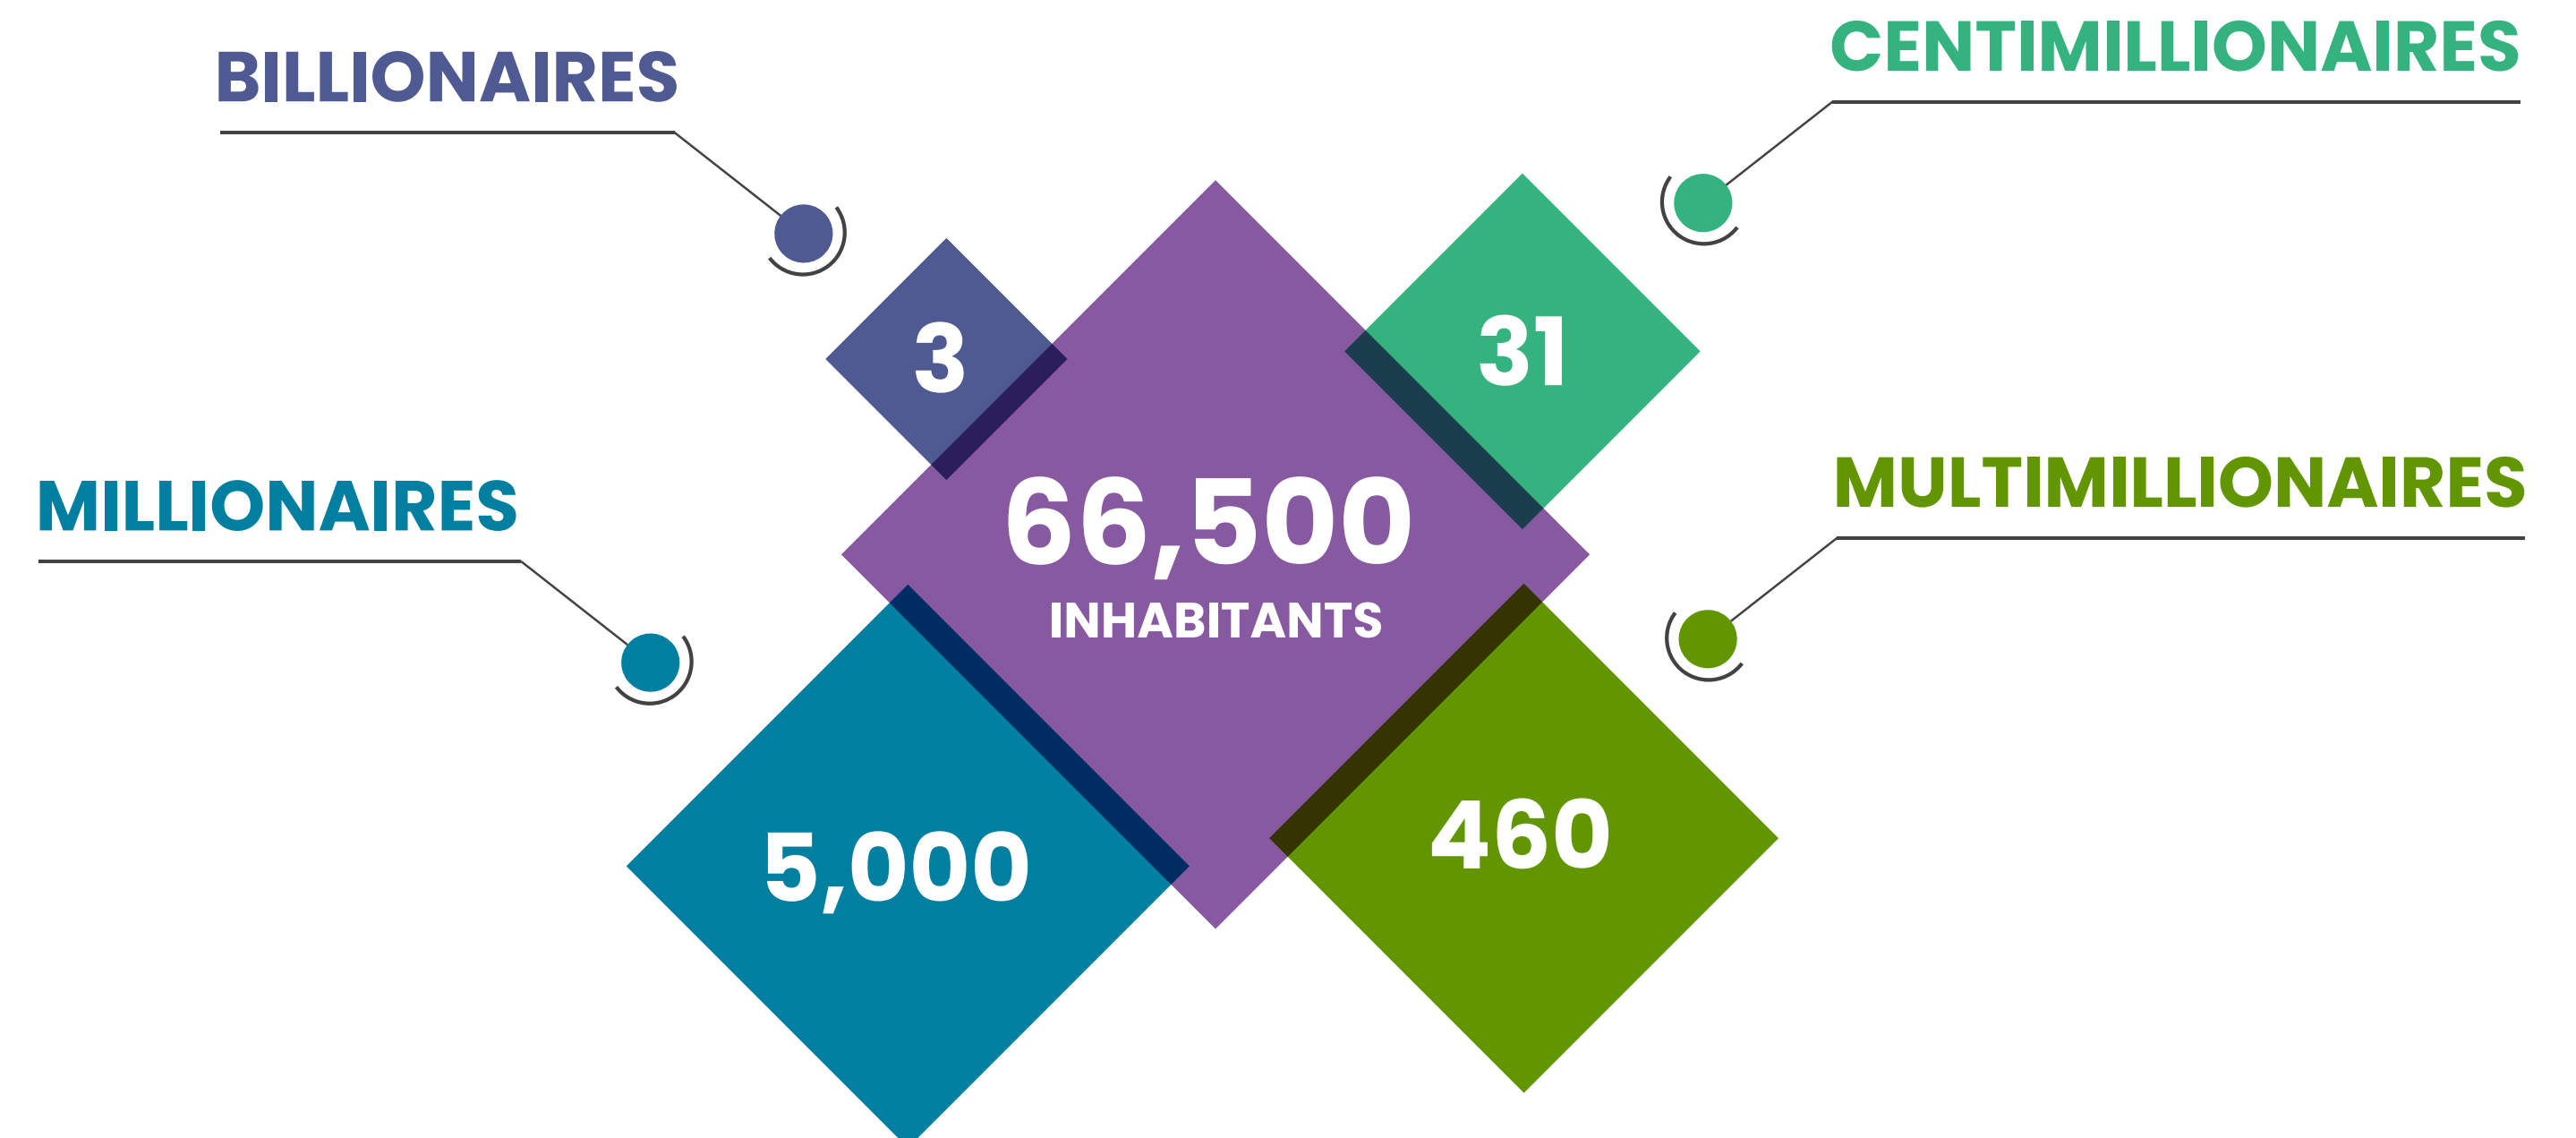 BILLIONAIRES
CENTIMILLIONAIRES
3
31
MILLIONAIRES
MULTIMILLIONAIRES
66,500
INHABITANTS
5,000
460